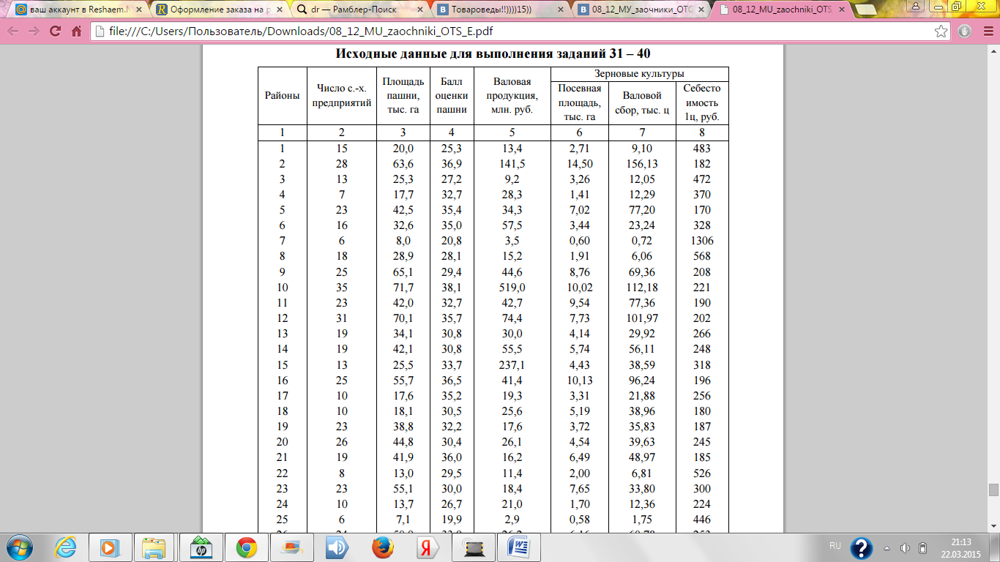 ваш аккаунт в Reshaem.N
Оформление заказа на р
dr — Рамблер-Поиск
Товароведы!!))))15))
08_12_МУ_заочники_ОТС
08_12_MU_zaochniki_OTS
file:///C:/Users/Пользователь/Downloads/08_12_MU_zaochniki_OTS_E.pdf
Исходные данные для выполнения заданий 31 – 40
Районы Число с.-х. предприятий Площадь пашни, тыс. га Балл оценки пашни Валовая продукция, млн. руб. Зерновые культуры
Посевная площадь, тыс. га Валовой сбор, тыс. ц Себесто имость 1ц, руб.
1 2 3 4 5 6 7 8
1 15 20,0 25,3 13,4 2,71 9,10 483
2 28 63,6 36,9 141,5 14,50 156,13 182
3 13 25,3 27,2 9,2 3,26 12,05 472
4 7 17,7 32,7 28,3 1,41 12,29 370
5 23 42,5 35,4 34,3 7,02 77,20 170
6 16 32,6 35,0 57,5 3,44 23,24 328
7 6 8,0 20,8 3,5 0,60 0,72 1306
8 18 28,9 28,1 15,2 1,91 6,06 568
9 25 65,1 29,4 44,6 8,76 69,36 208
10 35 71,7 38,1 519,0 10,02 112,18 221
11 23 42,0 32,7 42,7 9,54 77,36 190
12 31 70,1 35,7 74,4 7,73 101,97 202
13 19 34,1 30,8 30,0 4,14 29,92 266
14 19 42,1 30,8 55,5 5,74 56,11 248
15 13 25,5 33,7 237,1 4,43 38,59 318
16 25 55,7 36,5 41,4 10,13 96,24 196
17 10 17,6 35,2 19,3 3,31 21,88 256
18 10 18,1 30,5 25,6 5,19 38,96 180
19 23 38,8 32,2 17,6 3,72 35,83 187
20 26 44,8 30,4 26,1 4,54 39,63 245
21 19 41,9 36,0 16,2 6,49 48,97 185
22 8 13,0 29,5 11,4 2,00 6,81 526
23 23 55,1 30,0 18,4 7,65 33,80 300
24 10 13,7 26,7 21,0 1,70 12,36 224
25 6 7,1 19,9 2,9 0,58 1,75 446
RU
21:13
22.03.2015